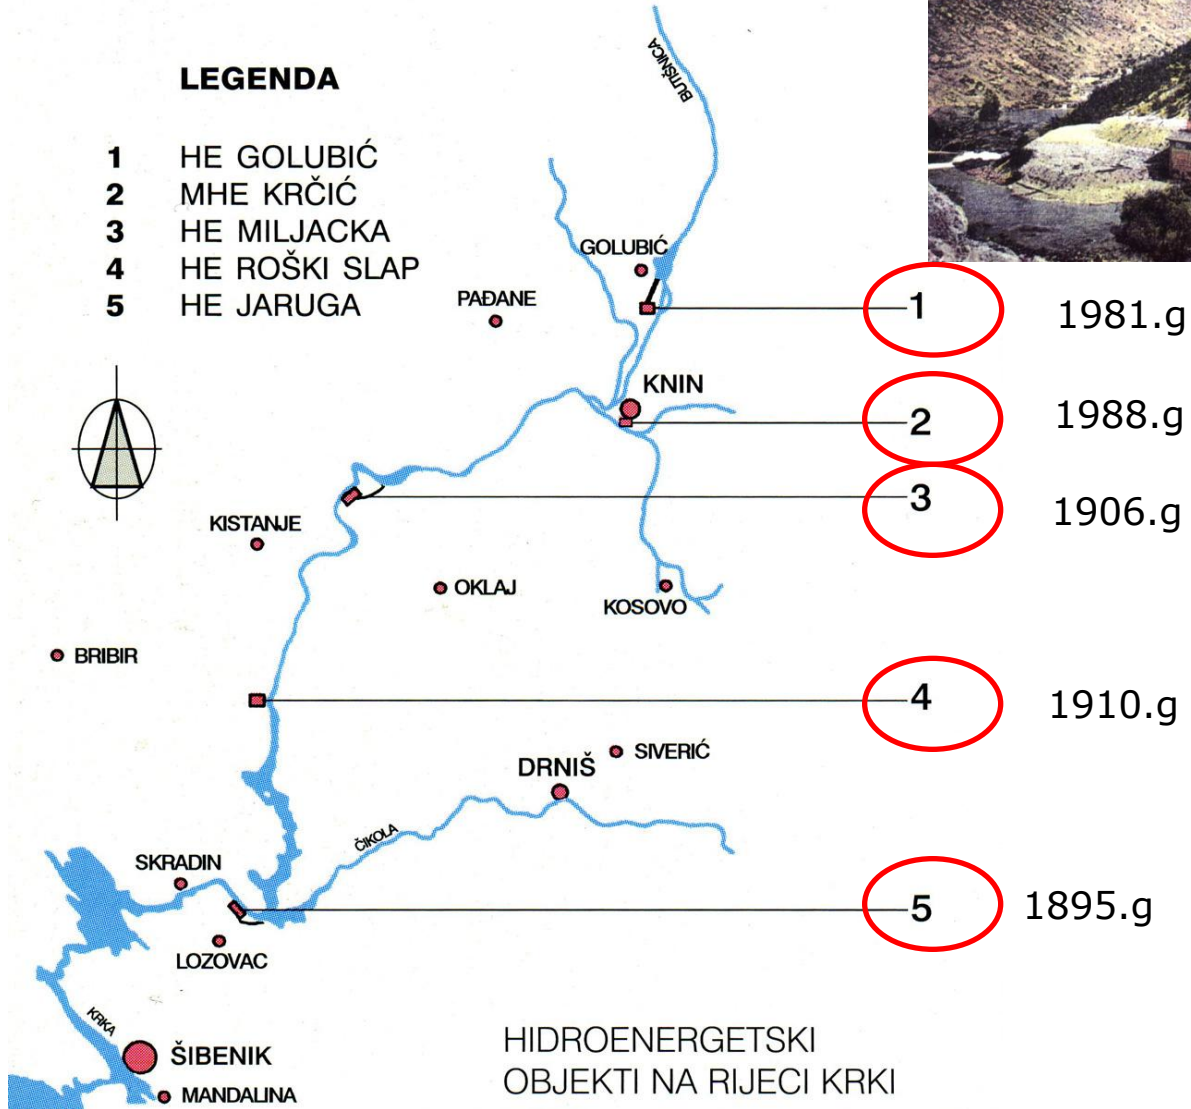 LEGENDA
1 HE GOLUBIĆ
2 MHE KRČIĆ
3 HE MILJACKA
4 HE ROŠKI SLAP
5 HE JARUGA
BUTIŠNICA
GOLUBIĆ
PAĐANE
1 1981.g
KNIN
2 1988.g
3 1906.g
KISTANJE
OKLAJ
KOSOVO
BRIBIR
4 1910.g
SIVERIĆ
DRNIŠ
ČIKOLA
SKRADIN
5 1895.g
LOZOVAC
KRKA
ŠIBENIK
MANDALINA
HIDROENERGETSKI
OBJEKTI NA RIJECI KRKI